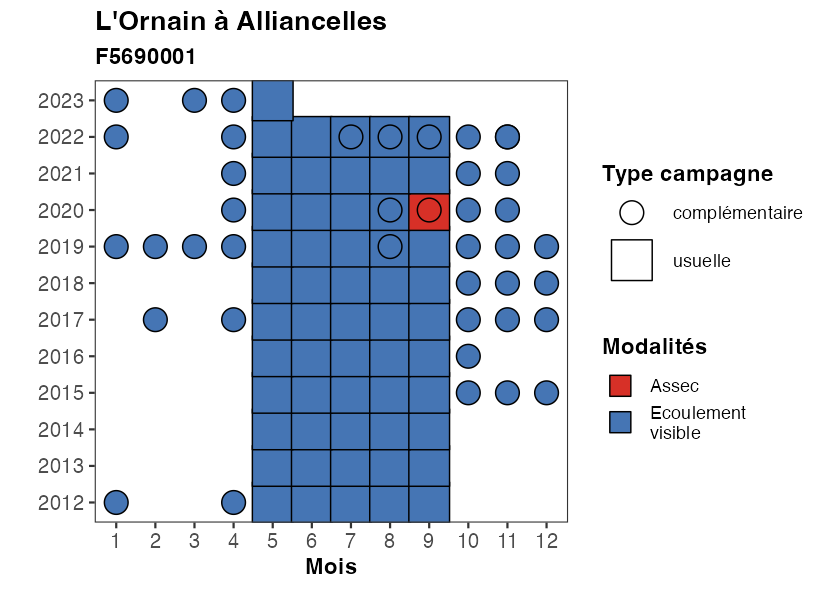 L'Ornain à Alliancelles
F5690001
2023
2022
2021
2020
2019
2018
2017
2016
2015
2014
2013
2012
1 2 3 4 5 6 7 8 9 10 11 12
Mois
Type campagne
complémentaire
usuelle
Modalités
Assec
Ecoulement
visible